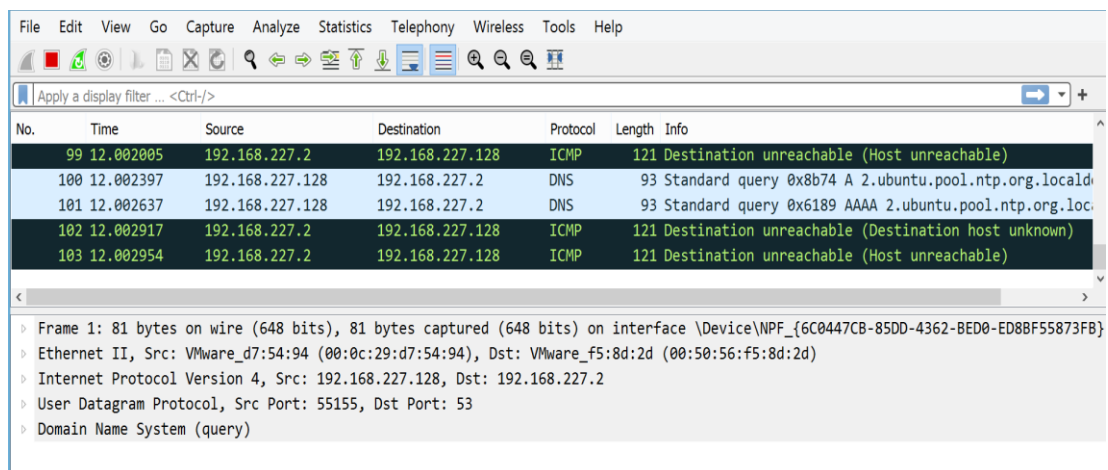 File Edit View Go Capture Analyze Statistics Telephony Wireless Tools Help
Apply a display filter ... <Ctrl-/>
No. Time Source Destination Protocol Length Info
99 12.002005 192.168.227.2 192.168.227.128 ICMP 121 Destination unreachable (Host unreachable)
100 12.002397 192.168.227.128 192.168.227.2 DNS 93 Standard query 0x8b74 A 2.ubuntu.pool.ntp.org.locald
101 12.002637 192.168.227.128 192.168.227.2 DNS 93 Standard query 0x6189 AAAA 2.ubuntu.pool.ntp.org.loc
102 12.002917 192.168.227.2 192.168.227.128 ICMP 121 Destination unreachable (Destination host unknown)
103 12.002954 192.168.227.2 192.168.227.128 ICMP 121 Destination unreachable (Host unreachable)
Frame 1: 81 bytes on wire (648 bits), 81 bytes captured (648 bits) on interface \Device\NPF_{6C0447CB-85DD-4362-BED0-ED8BF55873FB}
Ethernet II, Src: VMware_d7:54:94 (00:0c:29:d7:54:94), Dst: VMware_f5:8d:2d (00:50:56:f5:8d:2d)
Internet Protocol Version 4, Src: 192.168.227.128, Dst: 192.168.227.2
User Datagram Protocol, Src Port: 55155, Dst Port: 53
Domain Name System (query)